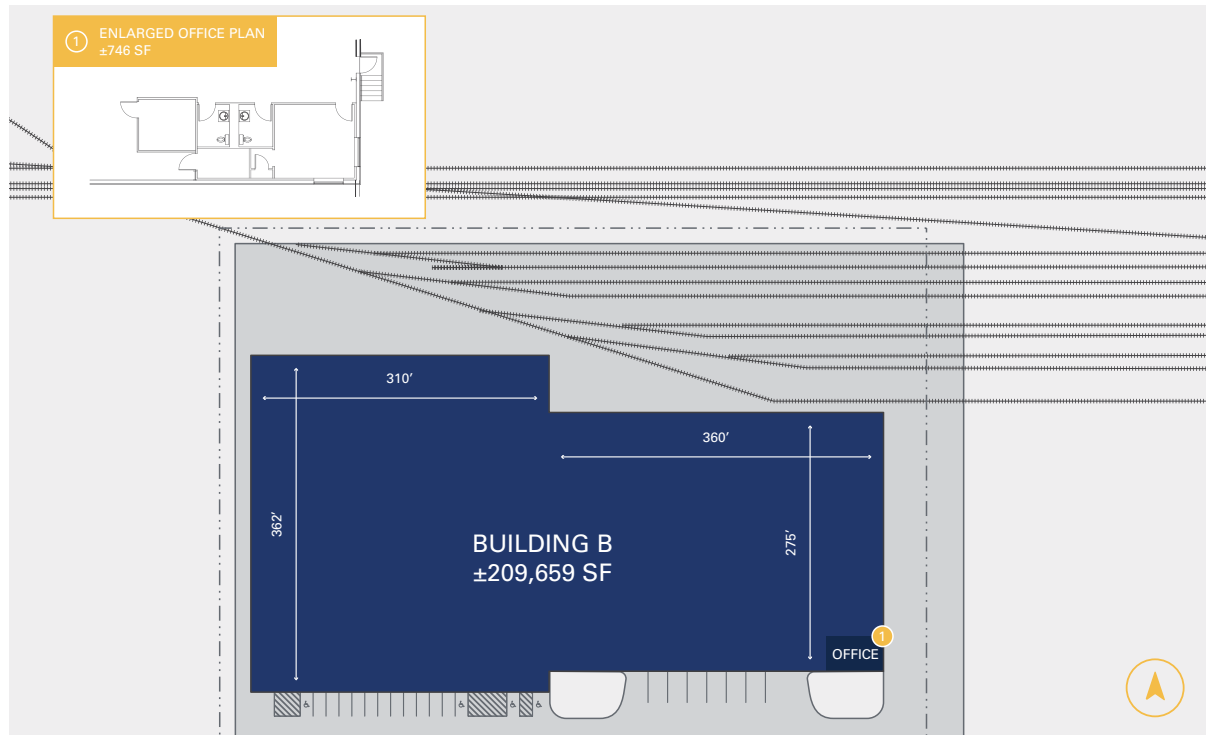 1
ENLARGED OFFICE PLAN
±746 SF
310′
360′
362′
275′
BUILDING B
±209,659 SF
1
OFFICE